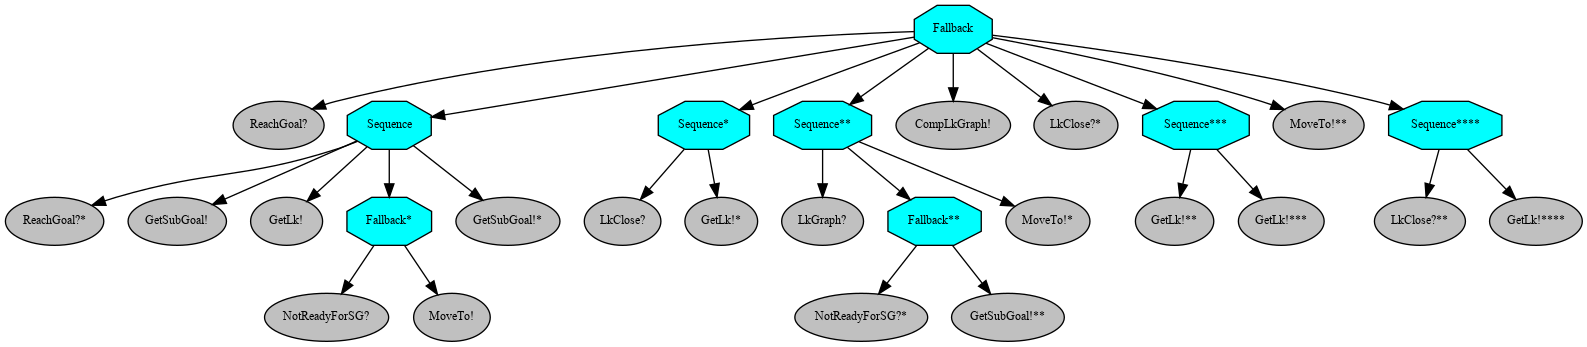 Fallback
ReachGoal?
Sequence
Sequence*
Sequence**
CompLkGraph!
LkClose?*
Sequence***
MoveTo!**
Sequence****
ReachGoal?*
GetSubGoal!
GetLk!
Fallback*
GetSubGoal!*
LkClose?
GetLk!*
LkGraph?
Fallback**
MoveTo!*
GetLk!**
GetLk!***
LkClose?**
GetLk!****
NotReadyForSG?
MoveTo!
NotReadyForSG?*
GetSubGoal!**